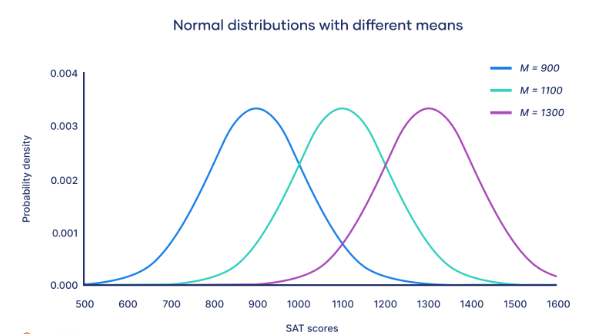 Normal distributions with different means
M = 900
M = 1100
M = 1300
Probability density
0.004
0.003
0.002
0.001
0.000
500 600 700 800 900 1000 1100 1200 1300 1400 1500 1600
SAT scores